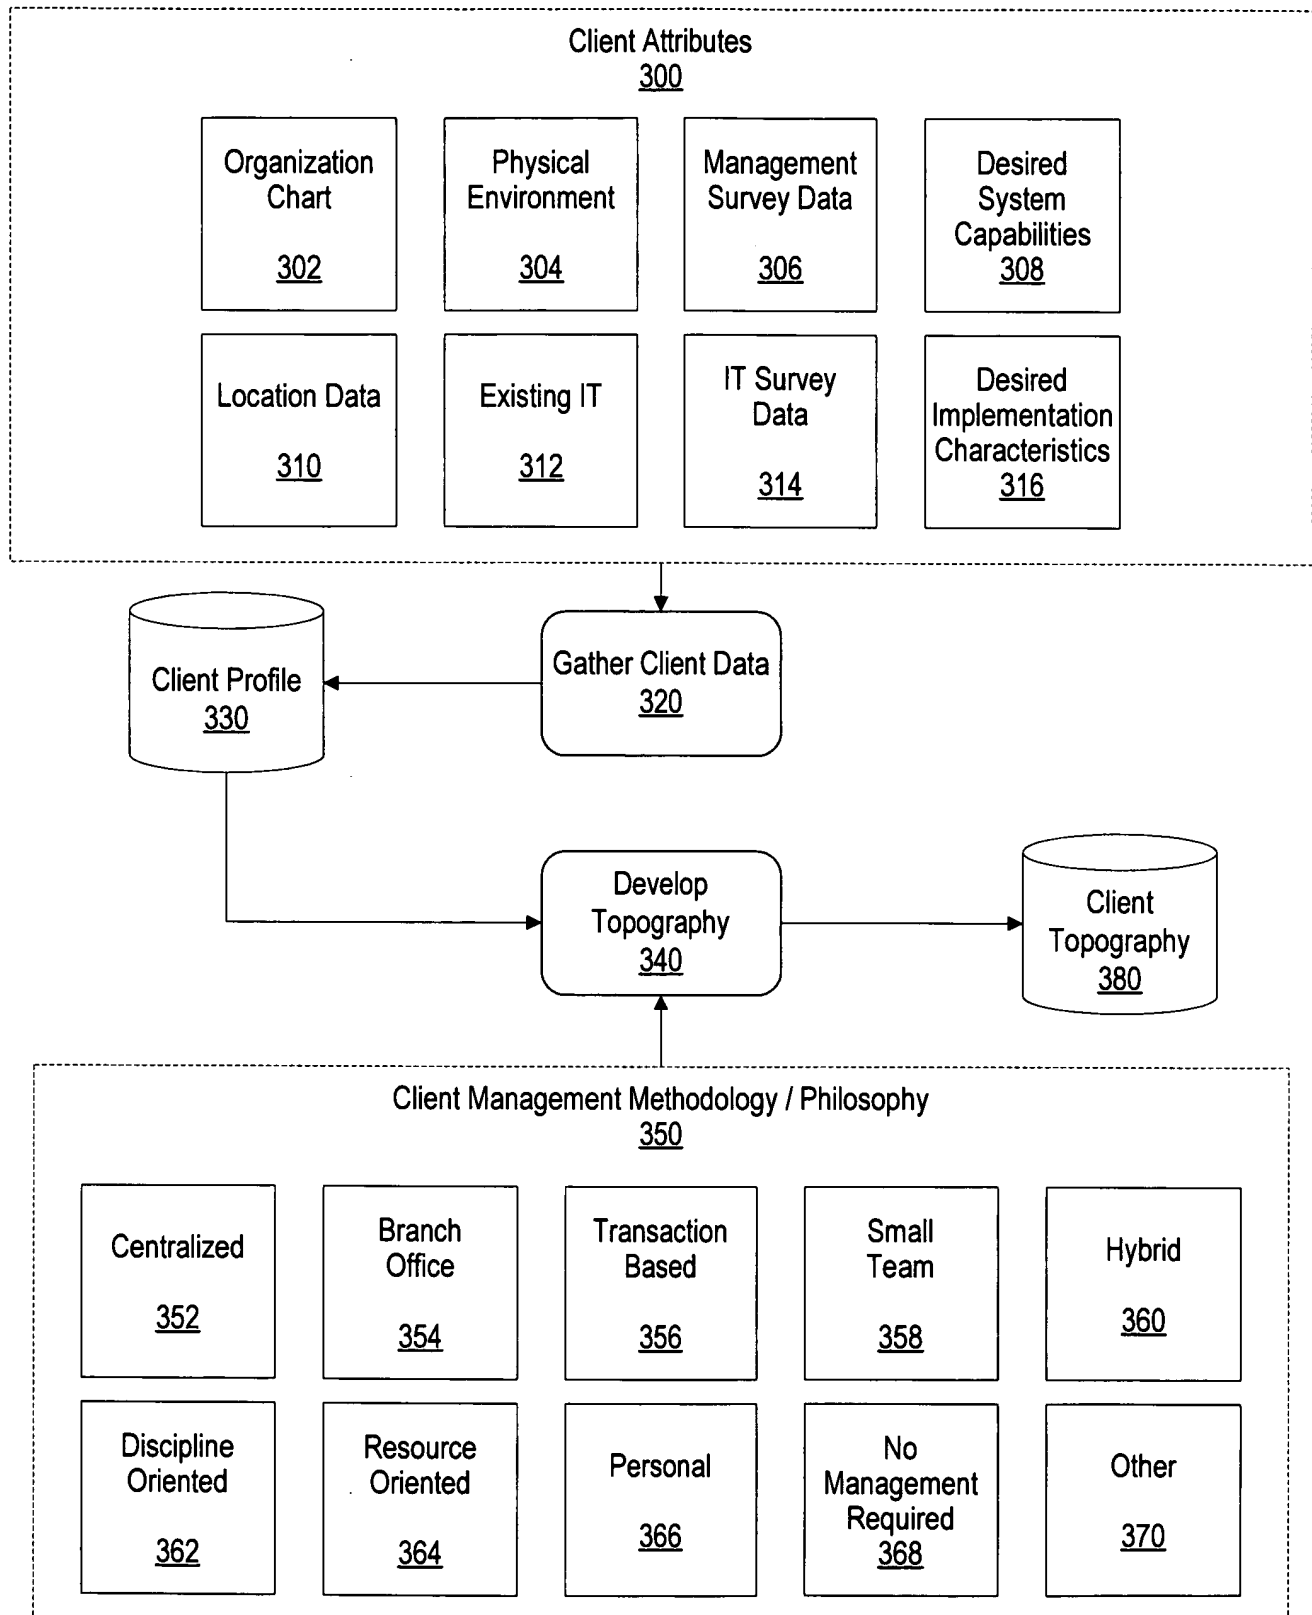 Client Attributes
300
Organization
Chart
302
Physical
Environment
304
Management
Survey Data
306
Desired
System
Capabilities
308
Location Data
310
Existing IT
312
IT Survey
Data
314
Desired
Implementation
Characteristics
316
Client Profile
330
Gather Client Data
320
Develop
Topography
340
Client
Topography
380
Client Management Methodology / Philosophy
350
Centralized
352
Branch
Office
354
Transaction
Based
356
Small
Team
358
Hybrid
360
Discipline
Oriented
362
Resource
Oriented
364
Personal
366
No
Management
Required
368
Other
370